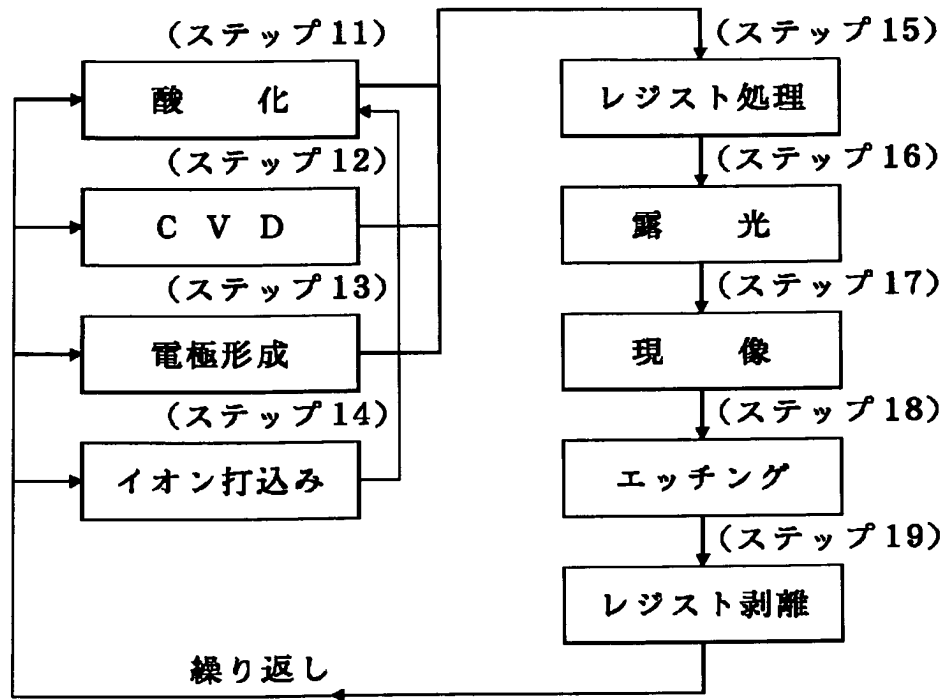 (ステップ11)
酸 化
(ステップ12)
C V D
(ステップ13)
電極形成
(ステップ14)
イオン打込み
(ステップ15)
レジスト処理
(ステップ16)
露 光
(ステップ17)
現 像
(ステップ18)
エッチング
(ステップ19)
レジスト剥離
繰り返し